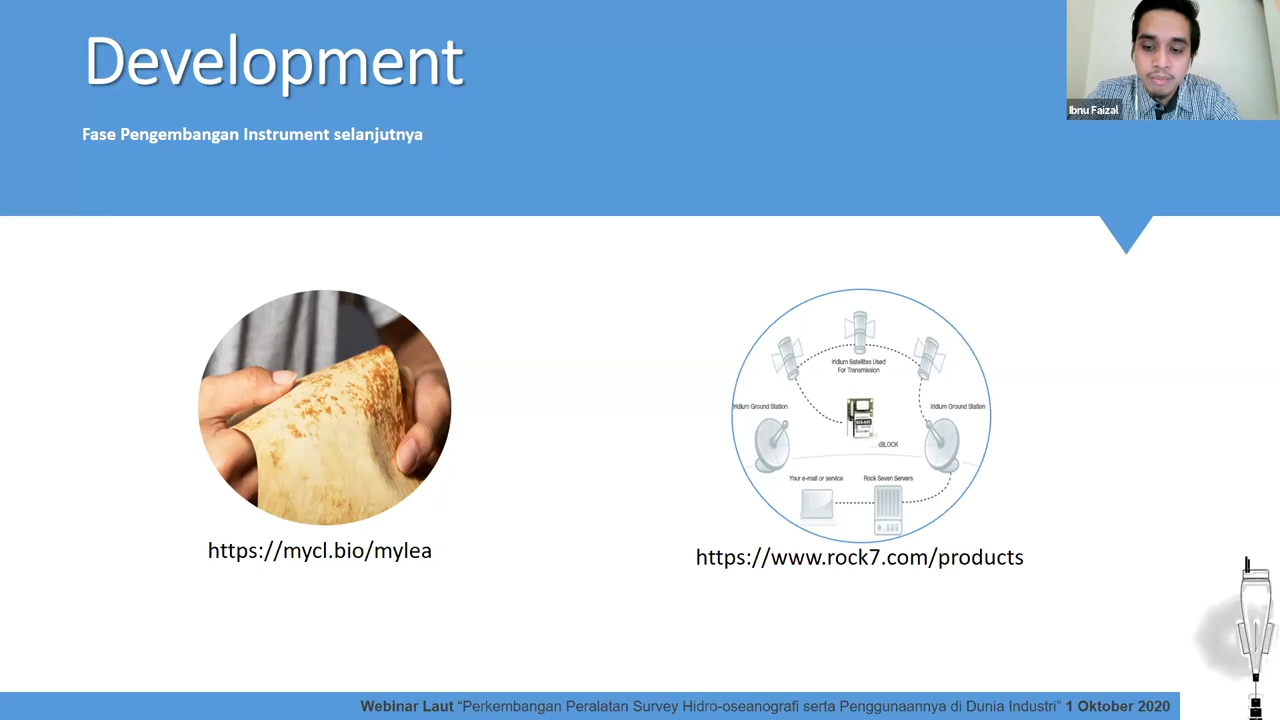 Development
Ibnu Faizal
Fase Pengembangan Instrument selanjutnya
Iridium Satellites Used
For Transmission
Iridium Ground Station
Iridium Ground Station
Your e-mail or service
Rock Seven Servers
https://mycl.bio/mylea
https://www.rock7.com/products
Webinar Laut “Perkembangan Peralatan Survey Hidro-oseanografi serta Penggunaannya di Dunia Industri” 1 Oktober 2020